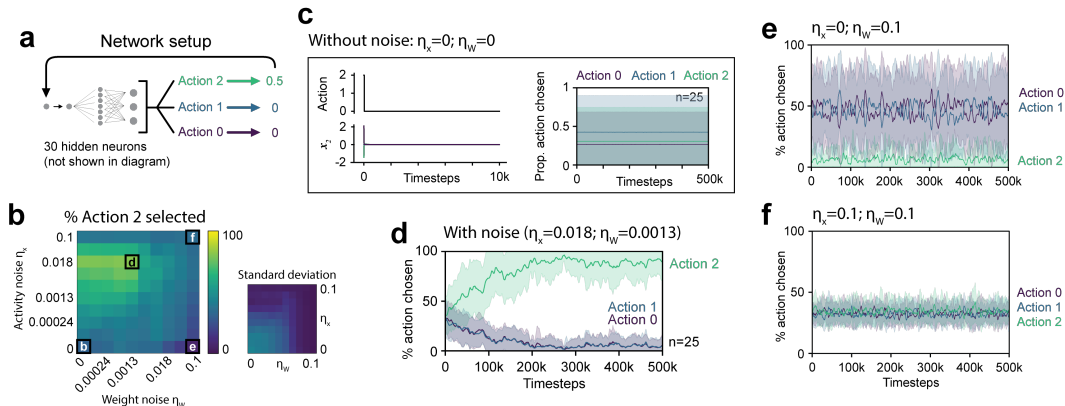 a
Network setup
Action 2
0.5
Action 1
0
Action 0
0
30 hidden neurons
(not shown in diagram)
b
% Action 2 selected
Activity noise ηx
0.1
0.018
0.0013
0.00024
0
f
d
b
e
100
0
0
0.00024
0.0013
0.018
0.1
Weight noise ηW
Standard deviation
ηx
0.1
0
0 ηW 0.1
c
Without noise: ηx=0; ηW=0
Action
2
1
0
x2
2
0
-2
0
10k
Timesteps
Action 0 Action 1 Action 2
n=25
Prop. action chosen
1
0.5
0
0
500k
Timesteps
d
With noise (ηx=0.018; ηW=0.0013)
% action chosen
100
50
0
Action 2
Action 1
Action 0
n=25
0 100k 200k 300k 400k 500k
Timesteps
e
ηx=0; ηW=0.1
% action chosen
100
50
0
Action 0
Action 1
Action 2
0 100k 200k 300k 400k 500k
f
ηx=0.1; ηW=0.1
% action chosen
100
50
0
Action 0
Action 1
Action 2
0 100k 200k 300k 400k 500k
Timesteps